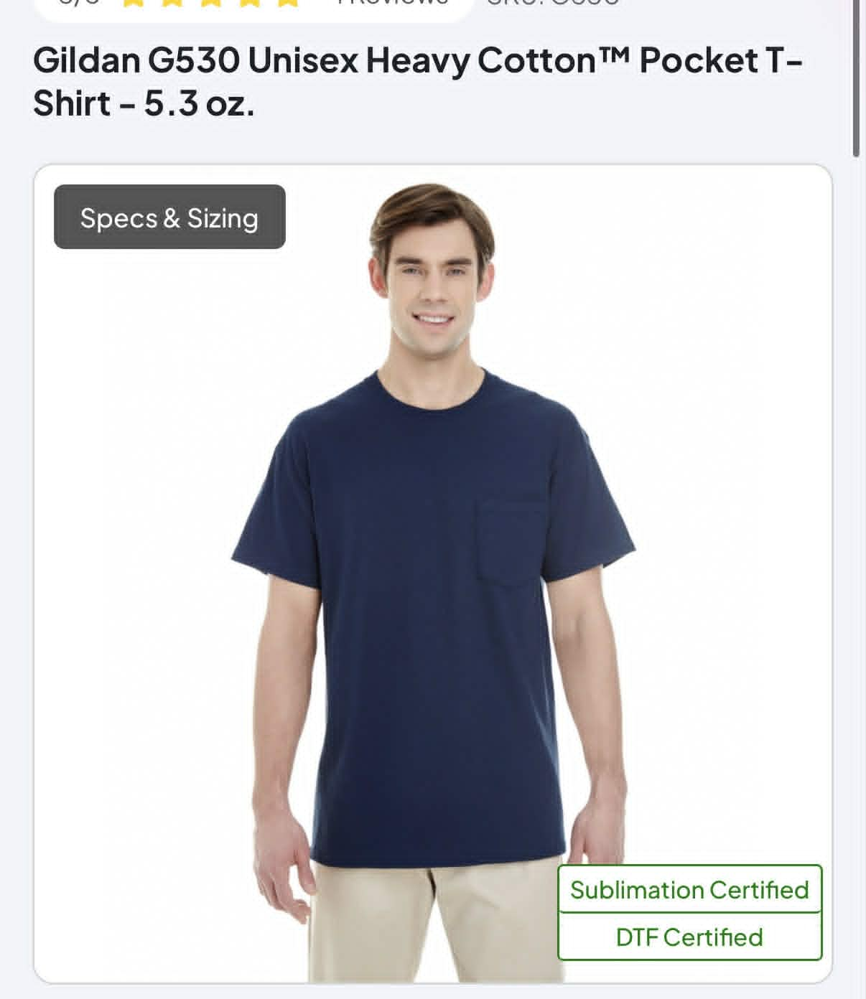 Gildan G530 Unisex Heavy Cotton™ Pocket T-
Shirt - 5.3 oz.
Specs & Sizing
Sublimation Certified
DTF Certified